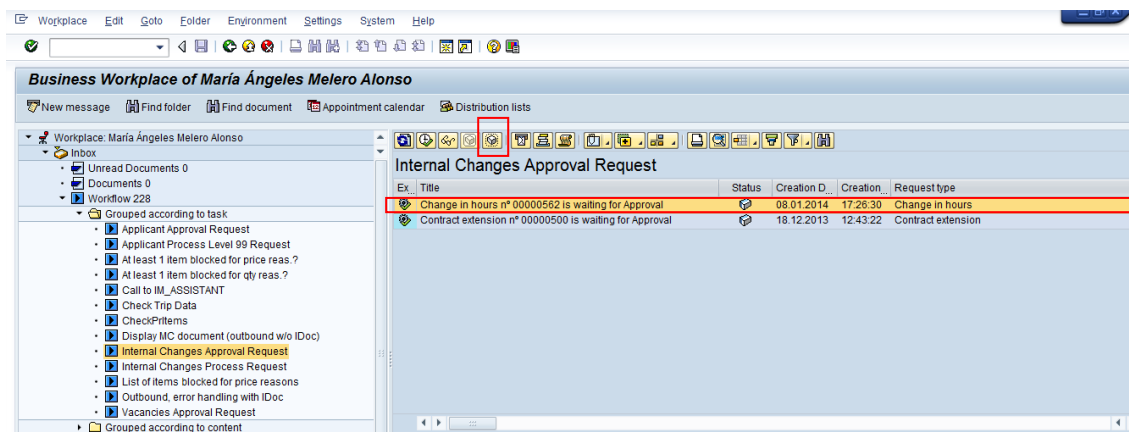 Workplace Edit Goto Folder Environment Settings System Help
Business Workplace of María Ángeles Melero Alonso
New message Find folder Find document Appointment calendar Distribution lists
Workplace: María Ángeles Melero Alonso
Inbox
Unread Documents 0
Documents 0
Workflow 228
Grouped according to task
Applicant Approval Request
Applicant Process Level 99 Request
At least 1 item blocked for price reas.?
At least 1 item blocked for qty reas.?
Call to IM_ASSISTANT
Check Trip Data
CheckPrItems
Display MC document (outbound w/o IDoc)
Internal Changes Approval Request
Internal Changes Process Request
List of items blocked for price reasons
Outbound, error handling with IDoc
Vacancies Approval Request
Grouped according to content
Internal Changes Approval Request
Ex... Title Status Creation D... Creation... Request type
Change in hours nº 00000562 is waiting for Approval 08.01.2014 17:26:30 Change in hours
Contract extension nº 00000500 is waiting for Approval 18.12.2013 12:43:22 Contract extension